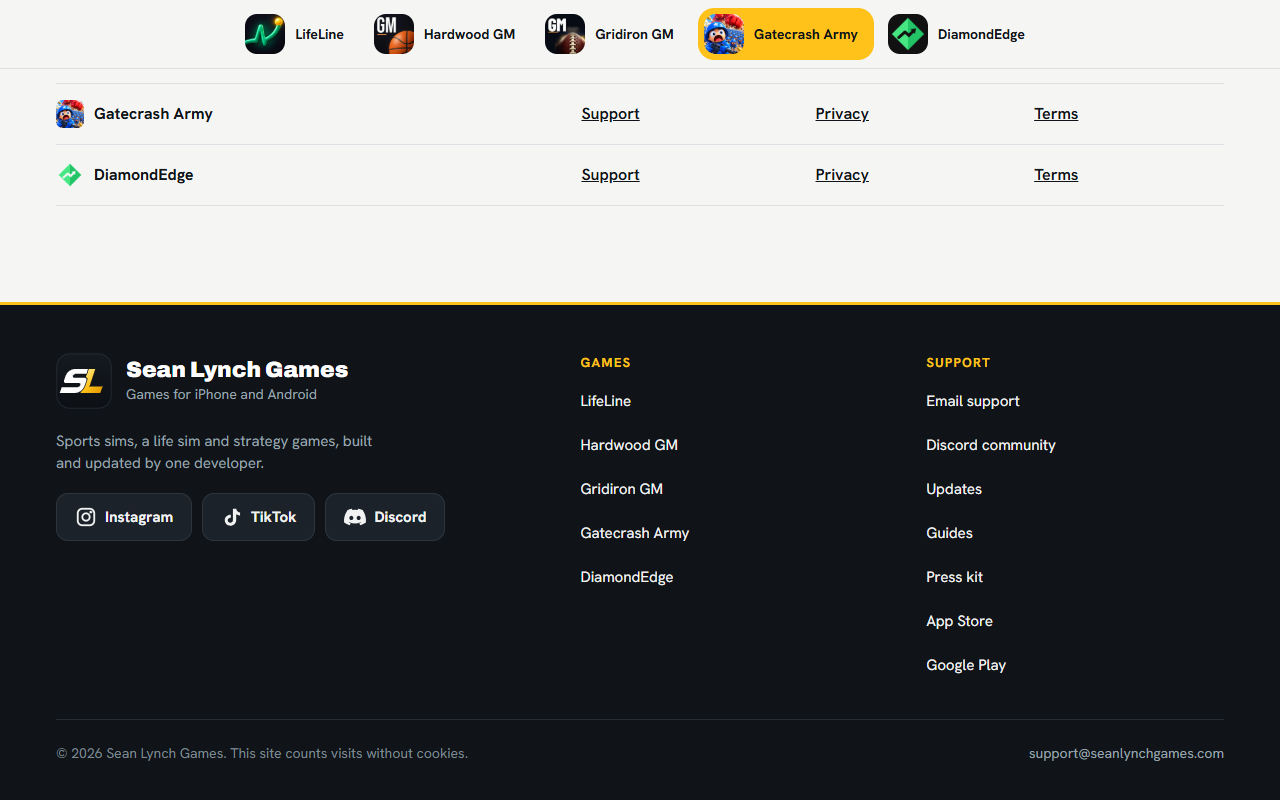 LifeLine
GM
Hardwood GM
GM
Gridiron GM
Gatecrash Army
DiamondEdge
Gatecrash Army Support Privacy Terms
DiamondEdge Support Privacy Terms
SL
Sean Lynch Games
Games for iPhone and Android
Sports sims, a life sim and strategy games, built
and updated by one developer.
Instagram TikTok Discord
GAMES
LifeLine
Hardwood GM
Gridiron GM
Gatecrash Army
DiamondEdge
SUPPORT
Email support
Discord community
Updates
Guides
Press kit
App Store
Google Play
© 2026 Sean Lynch Games. This site counts visits without cookies.
support@seanlynchgames.com